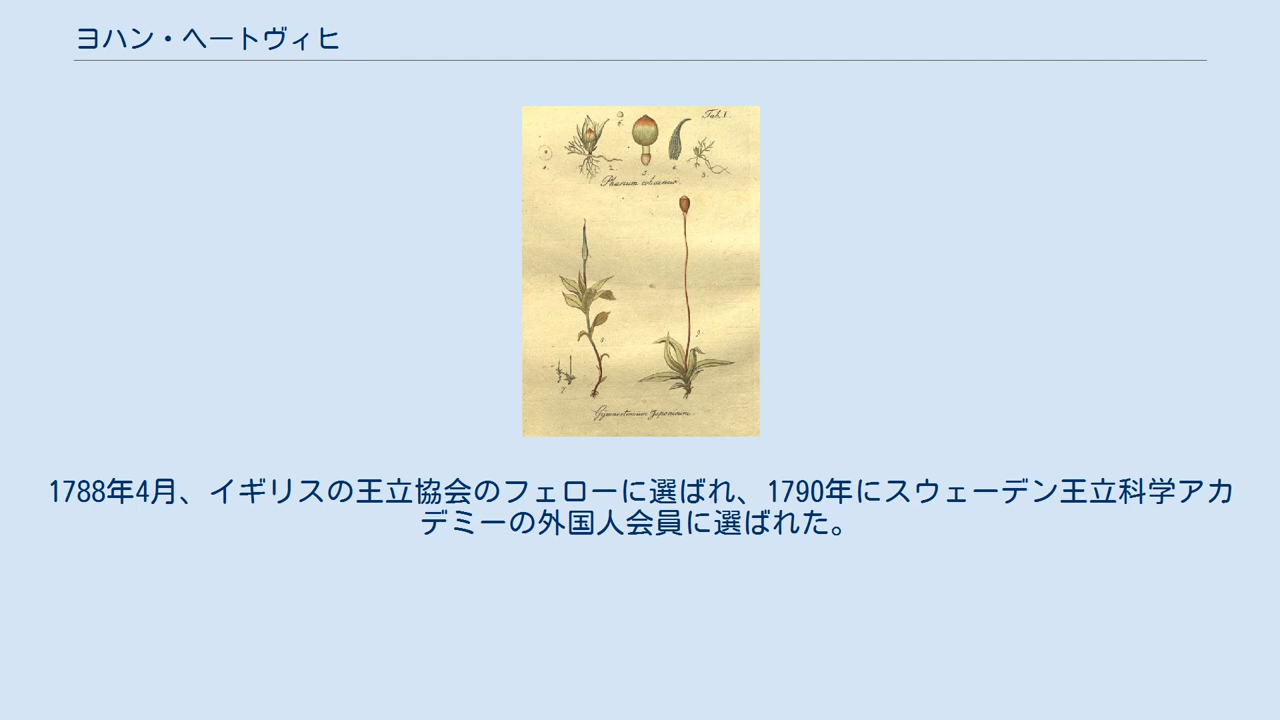 ヨハン・ヘートヴィヒ
Tab. I.
1788年4月、イギリスの王立協会のフェローに選ばれ、1790年にスウェーデン王立科学アカ
デミーの外国人会員に選ばれた。